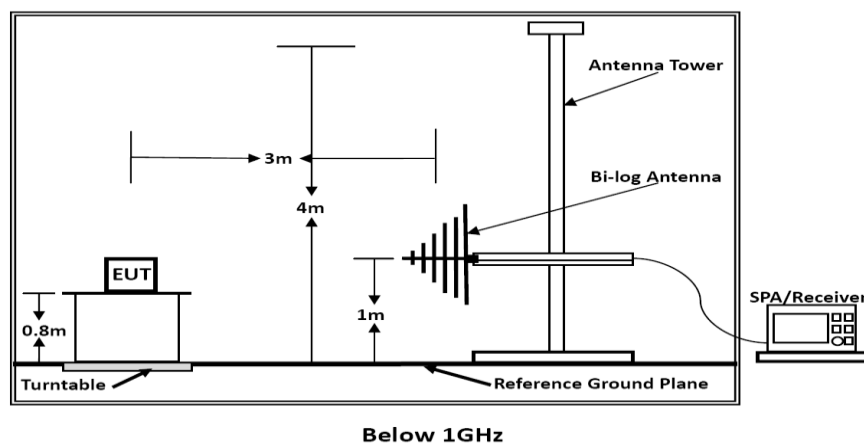 Antenna Tower
3m
Bi-log Antenna
4m
EUT
1m
SPA/Receiver
0.8m
Turntable
Reference Ground Plane
Below 1GHz